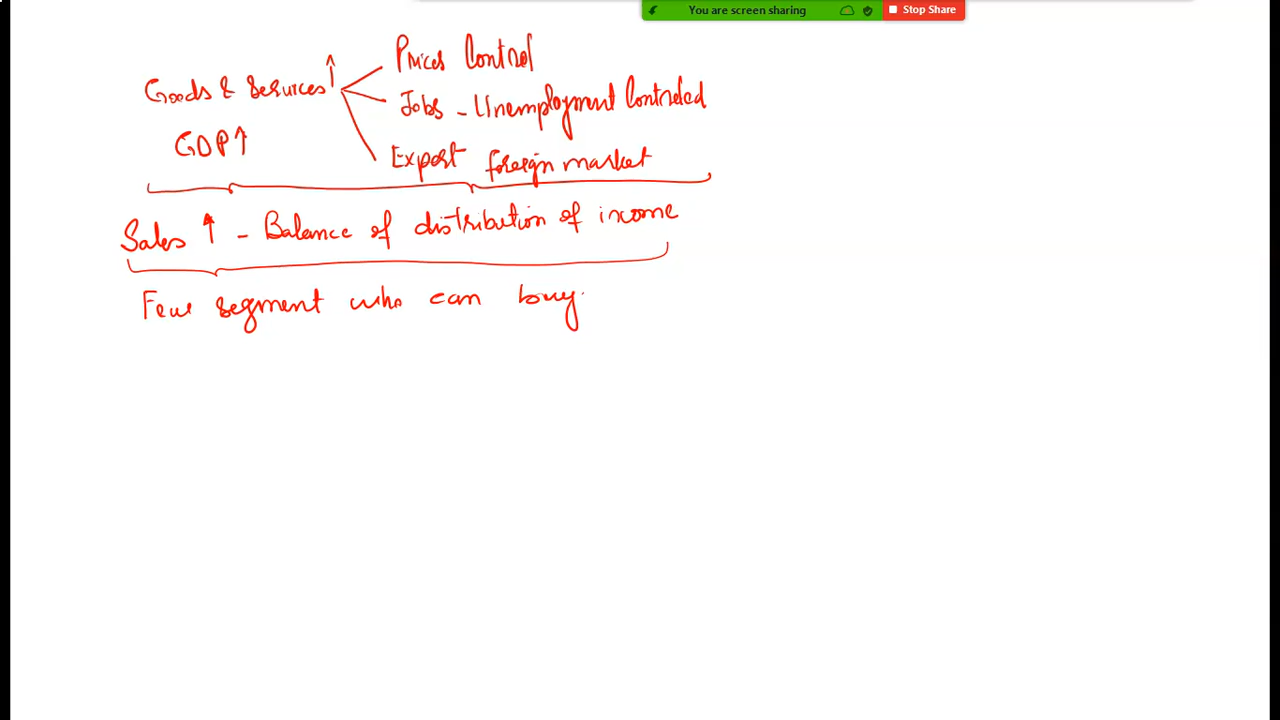 You are screen sharing Stop Share
Prices Control
Goods & Services ↑
Jobs - Unemployment Controlled
GDP ↑
Export foreign market
Sales ↑ - Balance of distribution of income
Few segment who can buy.